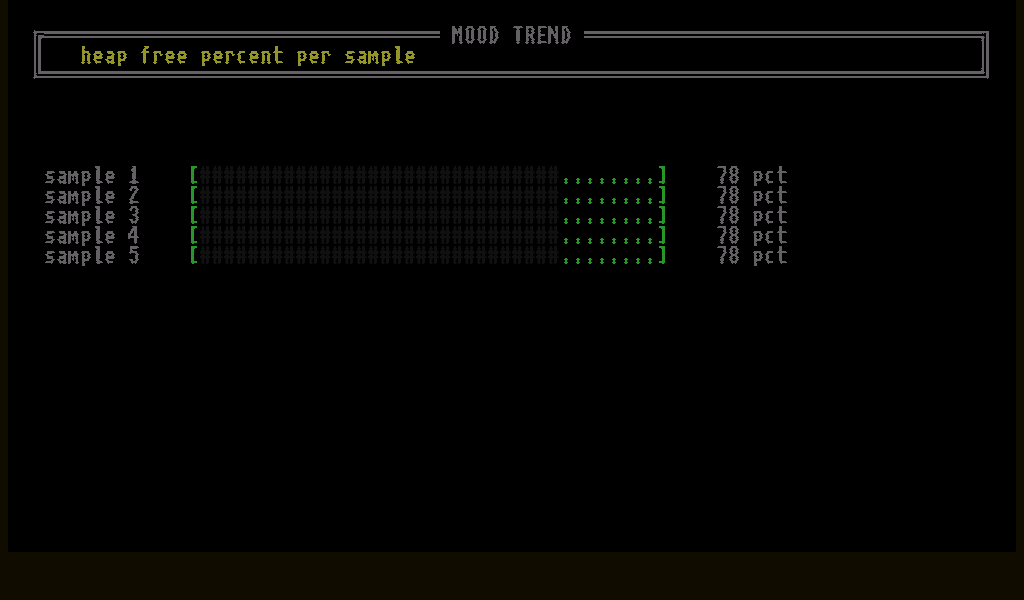 MOOD TREND
heap free percent per sample
sample 1 [##############################........] 78 pct
sample 2 [##############################........] 78 pct
sample 3 [##############################........] 78 pct
sample 4 [##############################........] 78 pct
sample 5 [##############################........] 78 pct